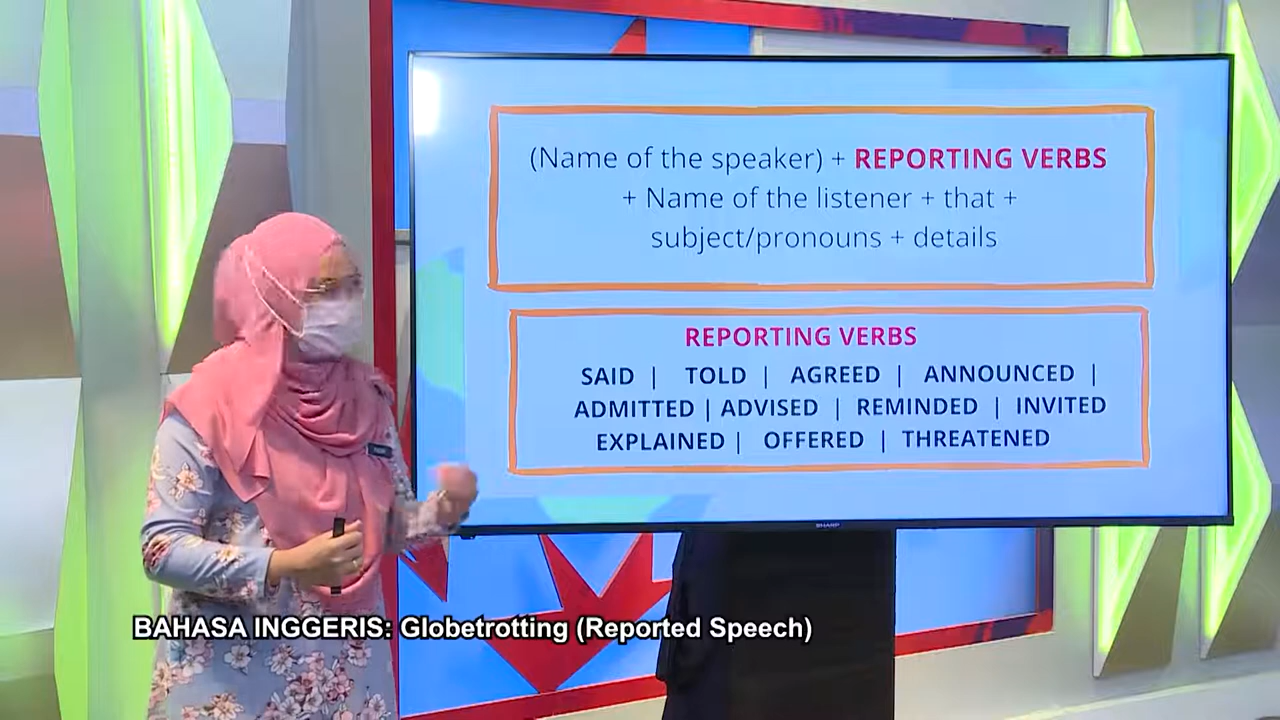 (Name of the speaker) + REPORTING VERBS
+ Name of the listener + that +
subject/pronouns + details
REPORTING VERBS
SAID | TOLD | AGREED | ANNOUNCED |
ADMITTED | ADVISED | REMINDED | INVITED
EXPLAINED | OFFERED | THREATENED
SHARP
BAHASA INGGERIS: Globetrotting (Reported Speech)